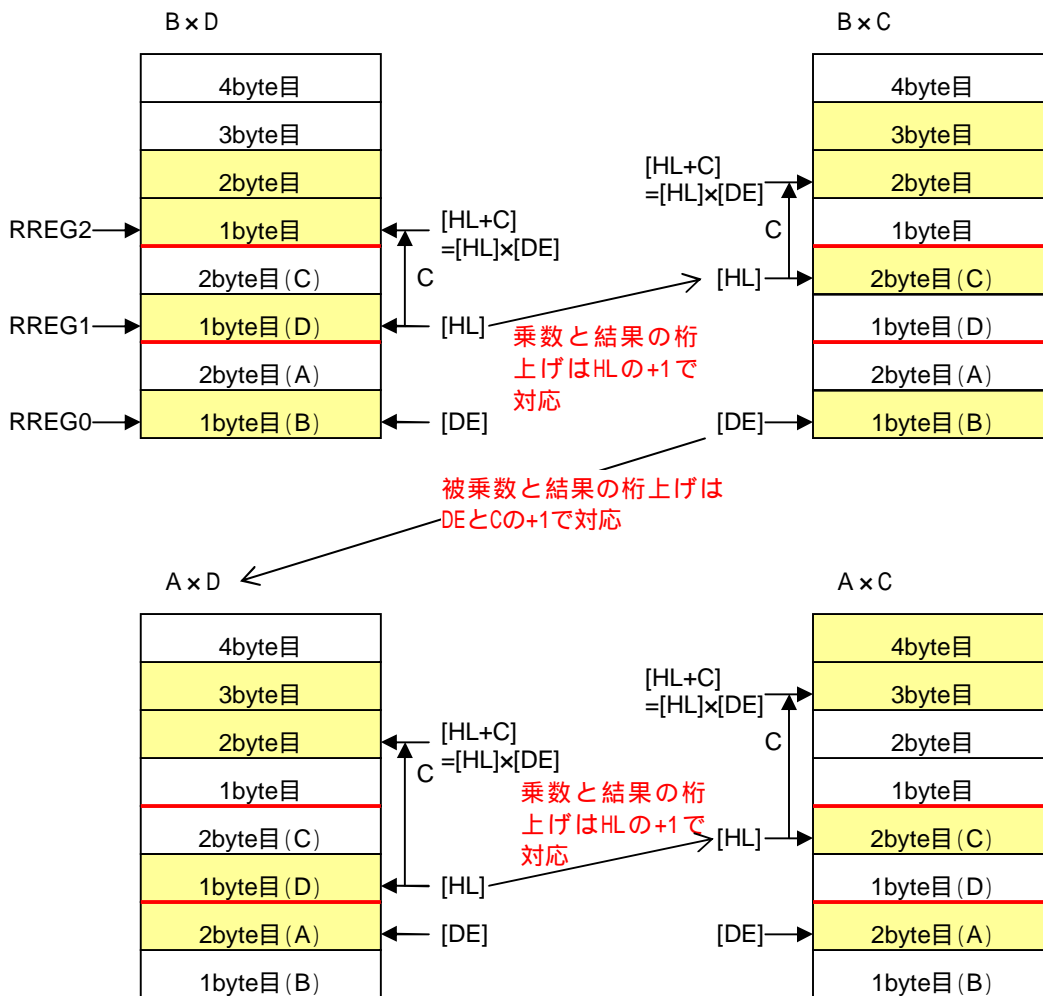 B×D
4byte目
3byte目
2byte目
1byte目
2byte目(C)
1byte目(D)
2byte目(A)
1byte目(B)
RREG2
RREG1
RREG0
[HL+C]
=[HL]×[DE]
C
[HL]
[DE]
乗数と結果の桁
上げはHLの+1で
対応
B×C
4byte目
3byte目
2byte目
1byte目
2byte目(C)
1byte目(D)
2byte目(A)
1byte目(B)
[HL+C]
=[HL]×[DE]
C
[HL]
[DE]
被乗数と結果の桁上げは
DEとCの+1で対応
A×D
4byte目
3byte目
2byte目
1byte目
2byte目(C)
1byte目(D)
2byte目(A)
1byte目(B)
[HL+C]
=[HL]×[DE]
C
[HL]
[DE]
乗数と結果の桁
上げはHLの+1で
対応
A×C
4byte目
3byte目
2byte目
1byte目
2byte目(C)
1byte目(D)
2byte目(A)
1byte目(B)
[HL+C]
=[HL]×[DE]
C
[HL]
[DE]